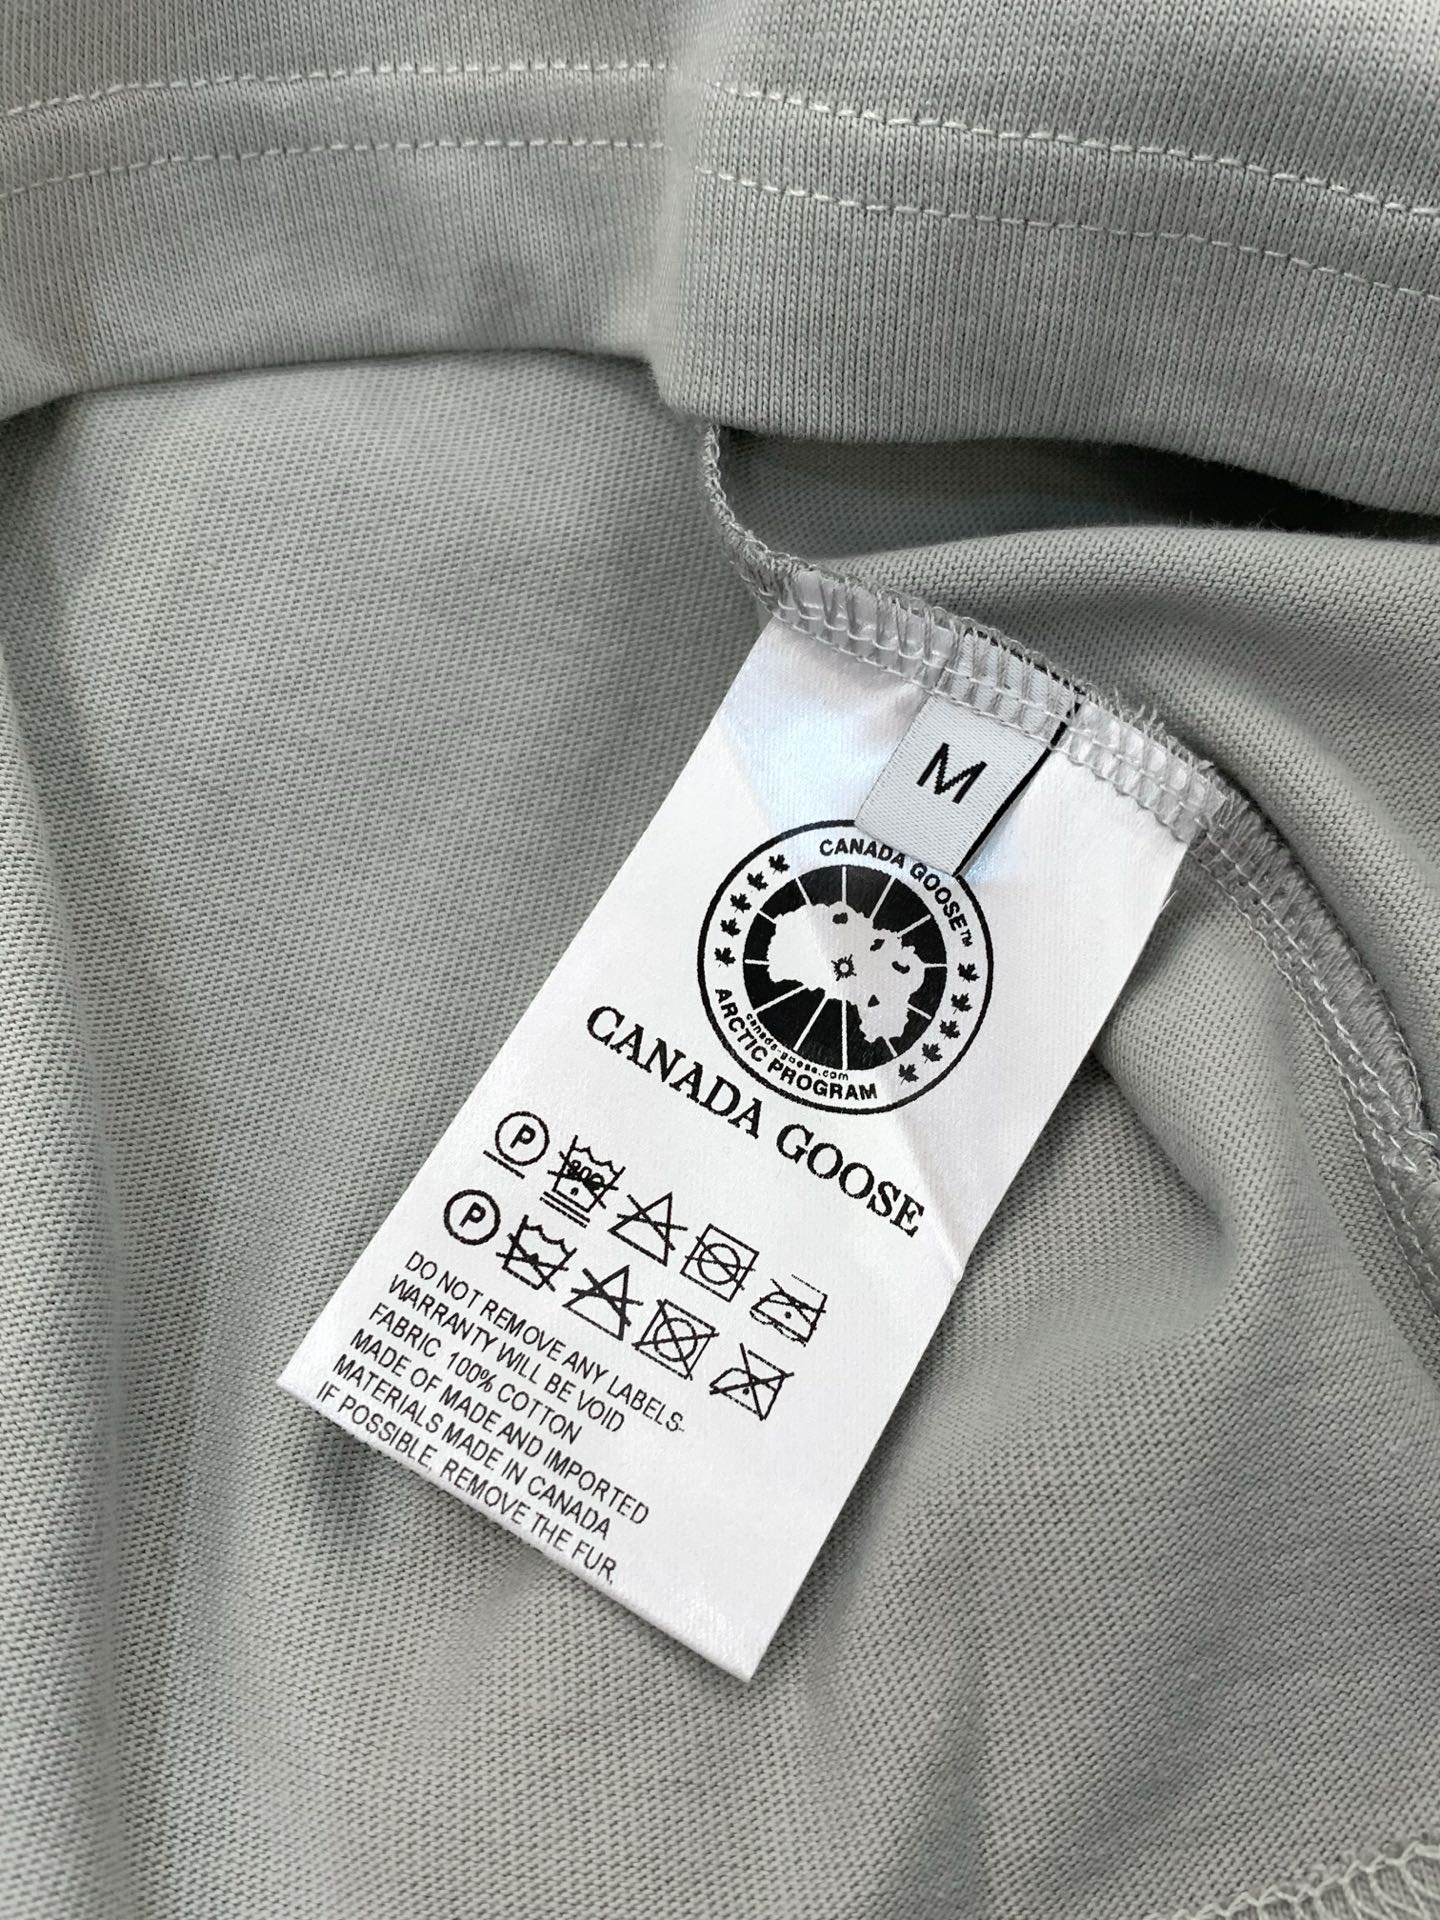 M
CANADA GOOSE™
canada-goose.com
ARCTIC PROGRAM
CANADA GOOSE
P
30C
P
DO NOT REMOVE ANY LABELS-
WARRANTY WILL BE VOID
FABRIC 100% COTTON
MADE OF MADE AND IMPORTED
MATERIALS MADE IN CANADA
IF POSSIBLE, REMOVE THE FUR.